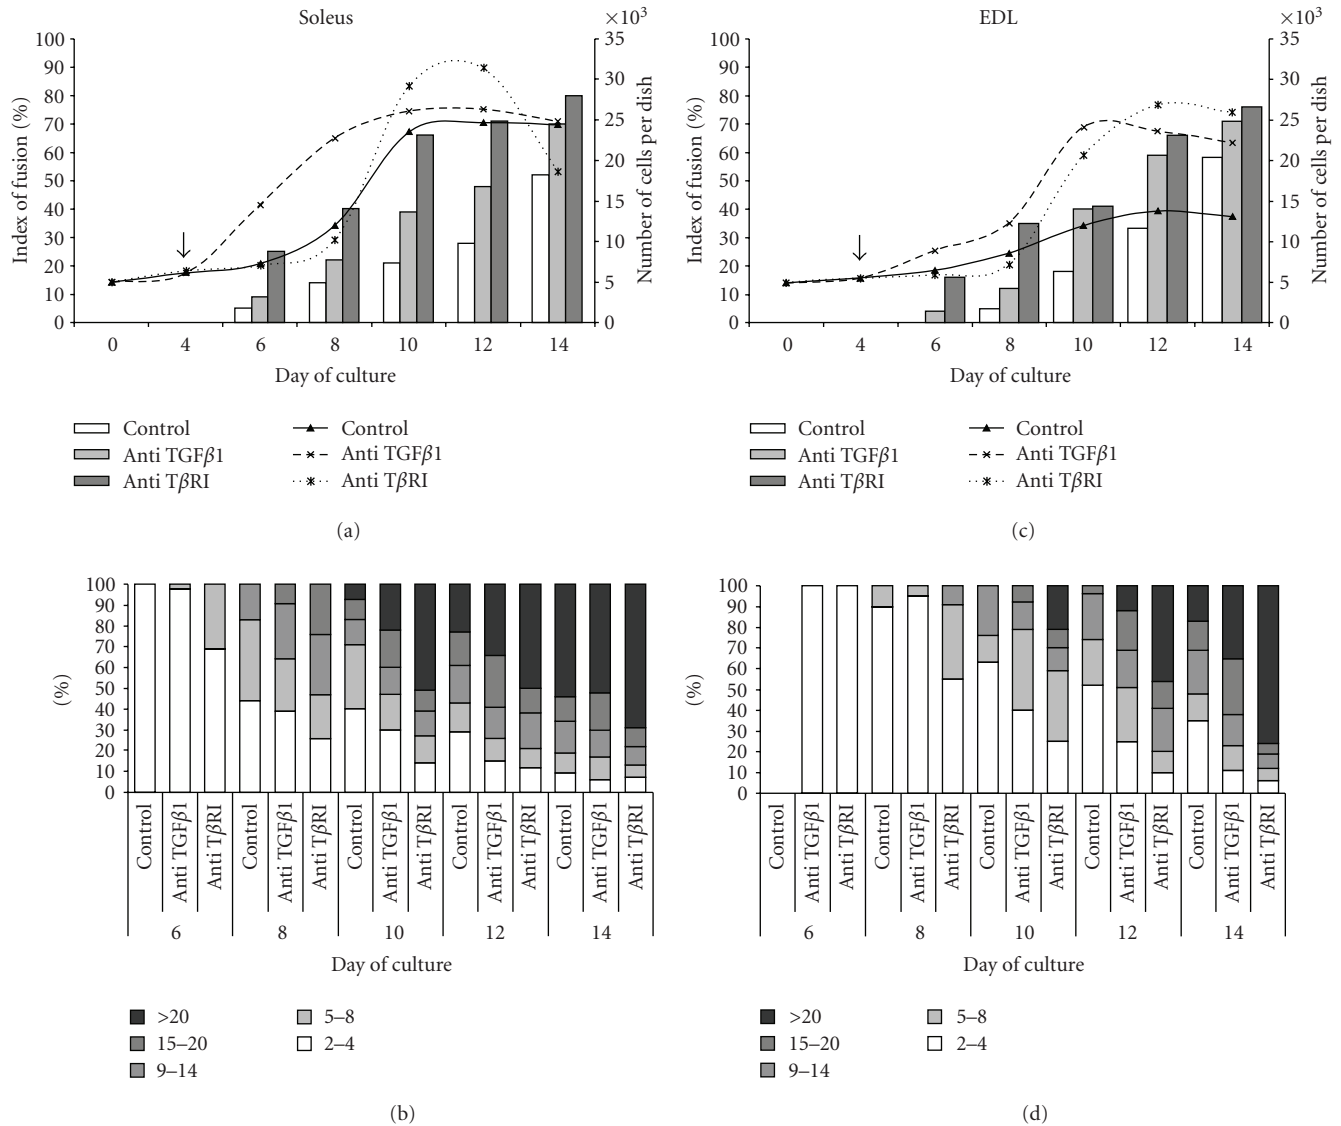 Soleus
×10³
Index of fusion (%)
100
90
80
70
60
50
40
30
20
10
0
35
30
25
20
15
10
5
0
Number of cells per dish
0 4 6 8 10 12 14
Day of culture
Control
Anti TGFβ1
Anti TβRI
Control
Anti TGFβ1
Anti TβRI
(a)
EDL
×10³
Index of fusion (%)
100
90
80
70
60
50
40
30
20
10
0
35
30
25
20
15
10
5
0
Number of cells per dish
0 4 6 8 10 12 14
Day of culture
Control
Anti TGFβ1
Anti TβRI
Control
Anti TGFβ1
Anti TβRI
(c)
(%)
100
90
80
70
60
50
40
30
20
10
0
Control
Anti TGFβ1
Anti TβRI
Control
Anti TGFβ1
Anti TβRI
Control
Anti TGFβ1
Anti TβRI
Control
Anti TGFβ1
Anti TβRI
Control
Anti TGFβ1
Anti TβRI
6 8 10 12 14
Day of culture
>20
15–20
9–14
5–8
2–4
(b)
(%)
100
90
80
70
60
50
40
30
20
10
0
Control
Anti TGFβ1
Anti TβRI
Control
Anti TGFβ1
Anti TβRI
Control
Anti TGFβ1
Anti TβRI
Control
Anti TGFβ1
Anti TβRI
Control
Anti TGFβ1
Anti TβRI
6 8 10 12 14
Day of culture
>20
15–20
9–14
5–8
2–4
(d)